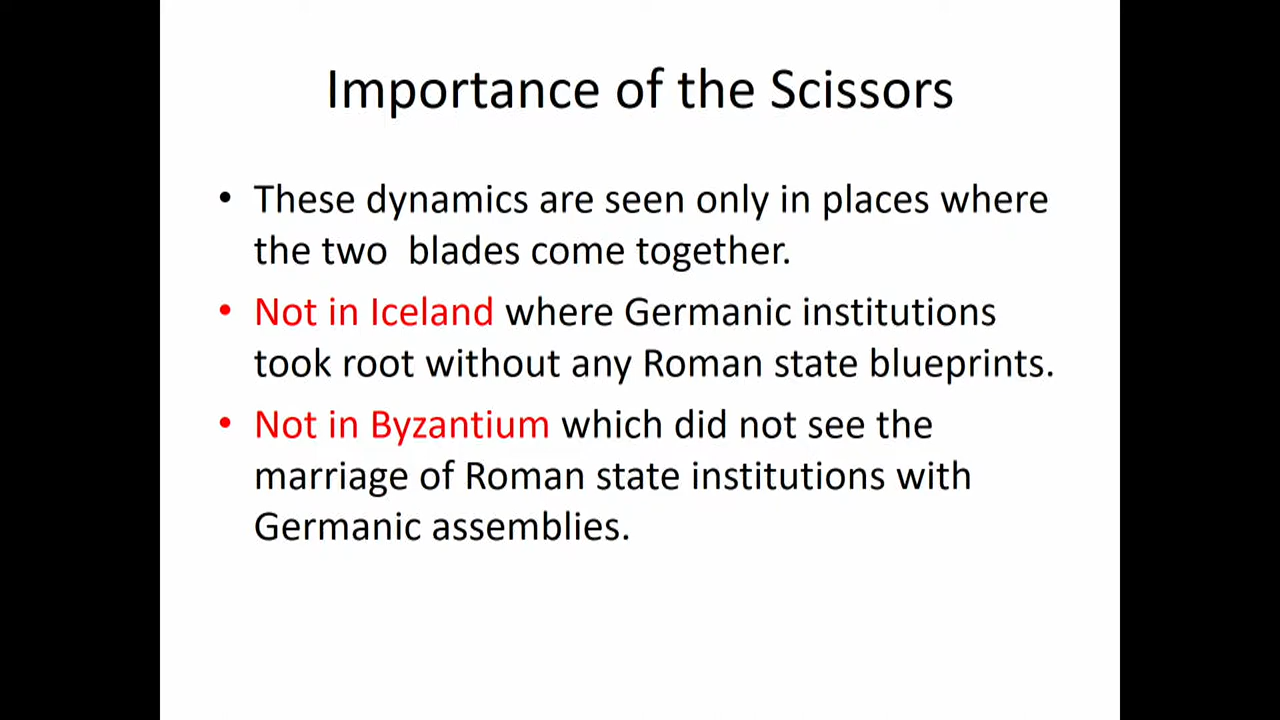 Importance of the Scissors
• These dynamics are seen only in places where
the two  blades come together.
• Not in Iceland where Germanic institutions
took root without any Roman state blueprints.
• Not in Byzantium which did not see the
marriage of Roman state institutions with
Germanic assemblies.